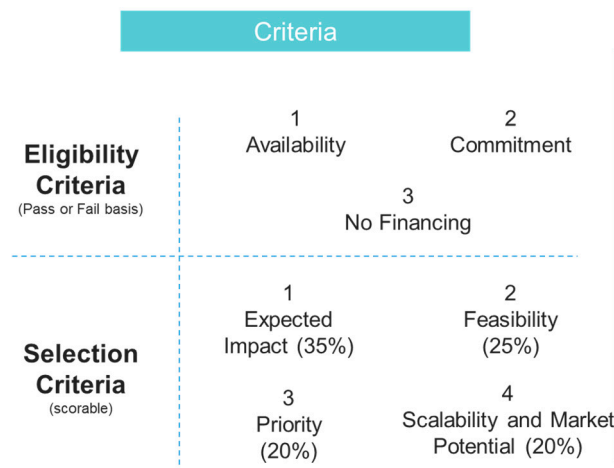 Criteria
Eligibility
Criteria
(Pass or Fail basis)
1
Availability
2
Commitment
3
No Financing
Selection
Criteria
(scorable)
1
Expected
Impact (35%)
2
Feasibility
(25%)
3
Priority
(20%)
4
Scalability and Market
Potential (20%)